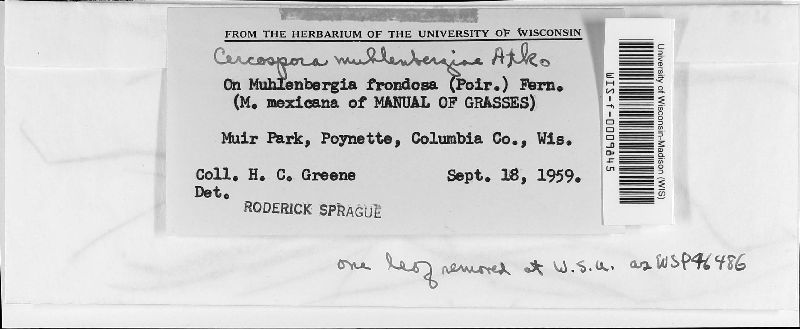 FROM THE HERBARIUM OF THE UNIVERSITY OF WISCONSIN
Cercospora muhlenbergiae Atk.
On Muhlenbergia frondosa (Poir.) Fern.
(M. mexicana of MANUAL OF GRASSES)
Muir Park, Poynette, Columbia Co., Wis.
Coll. H. C. Greene Sept. 18, 1959.
Det.
RODERICK SPRAGUE
University of Wisconsin-Madison (WIS)
WIS-f-0009845
one leaf removed at W.S.U. as WSP46486